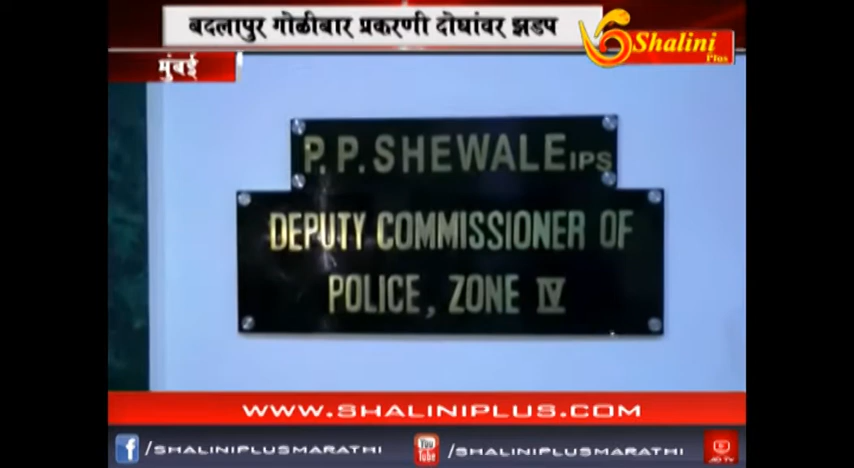 बदलापुर गोळीबार प्रकरणी दोघांवर झडप
Shalini
Plus
मुंबई
P. P. SHEWALE IPS
DEPUTY COMMISSIONER OF
POLICE, ZONE IV
WWW.SHALINIPLUS.COM
f /SHALINIPLUSMARATHI
You Tube /SHALINIPLUSMARATHI